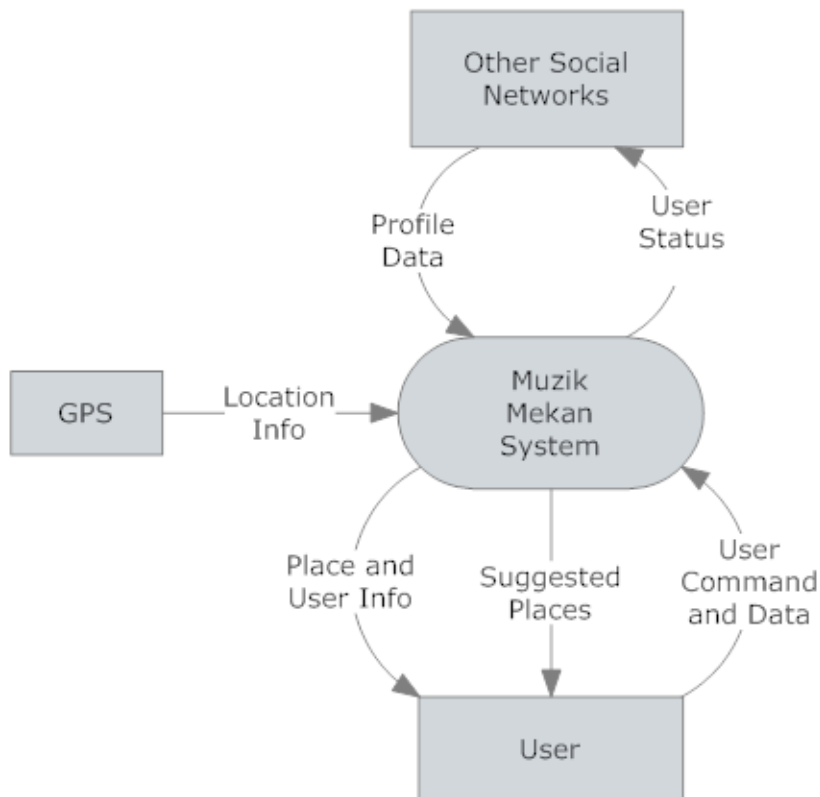 Other Social
Networks
Profile
Data
User
Status
GPS
Location
Info
Muzik
Mekan
System
Place and
User Info
Suggested
Places
User
Command
and Data
User